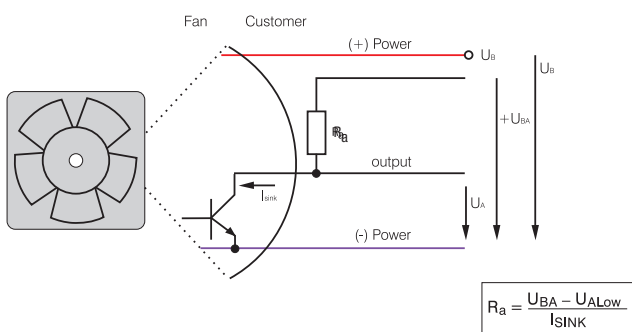 Fan Customer
(+) Power
UB
UB
+UBA
Ra
output
Isink
UA
(-) Power
Ra = UBA − UALow
ISINK